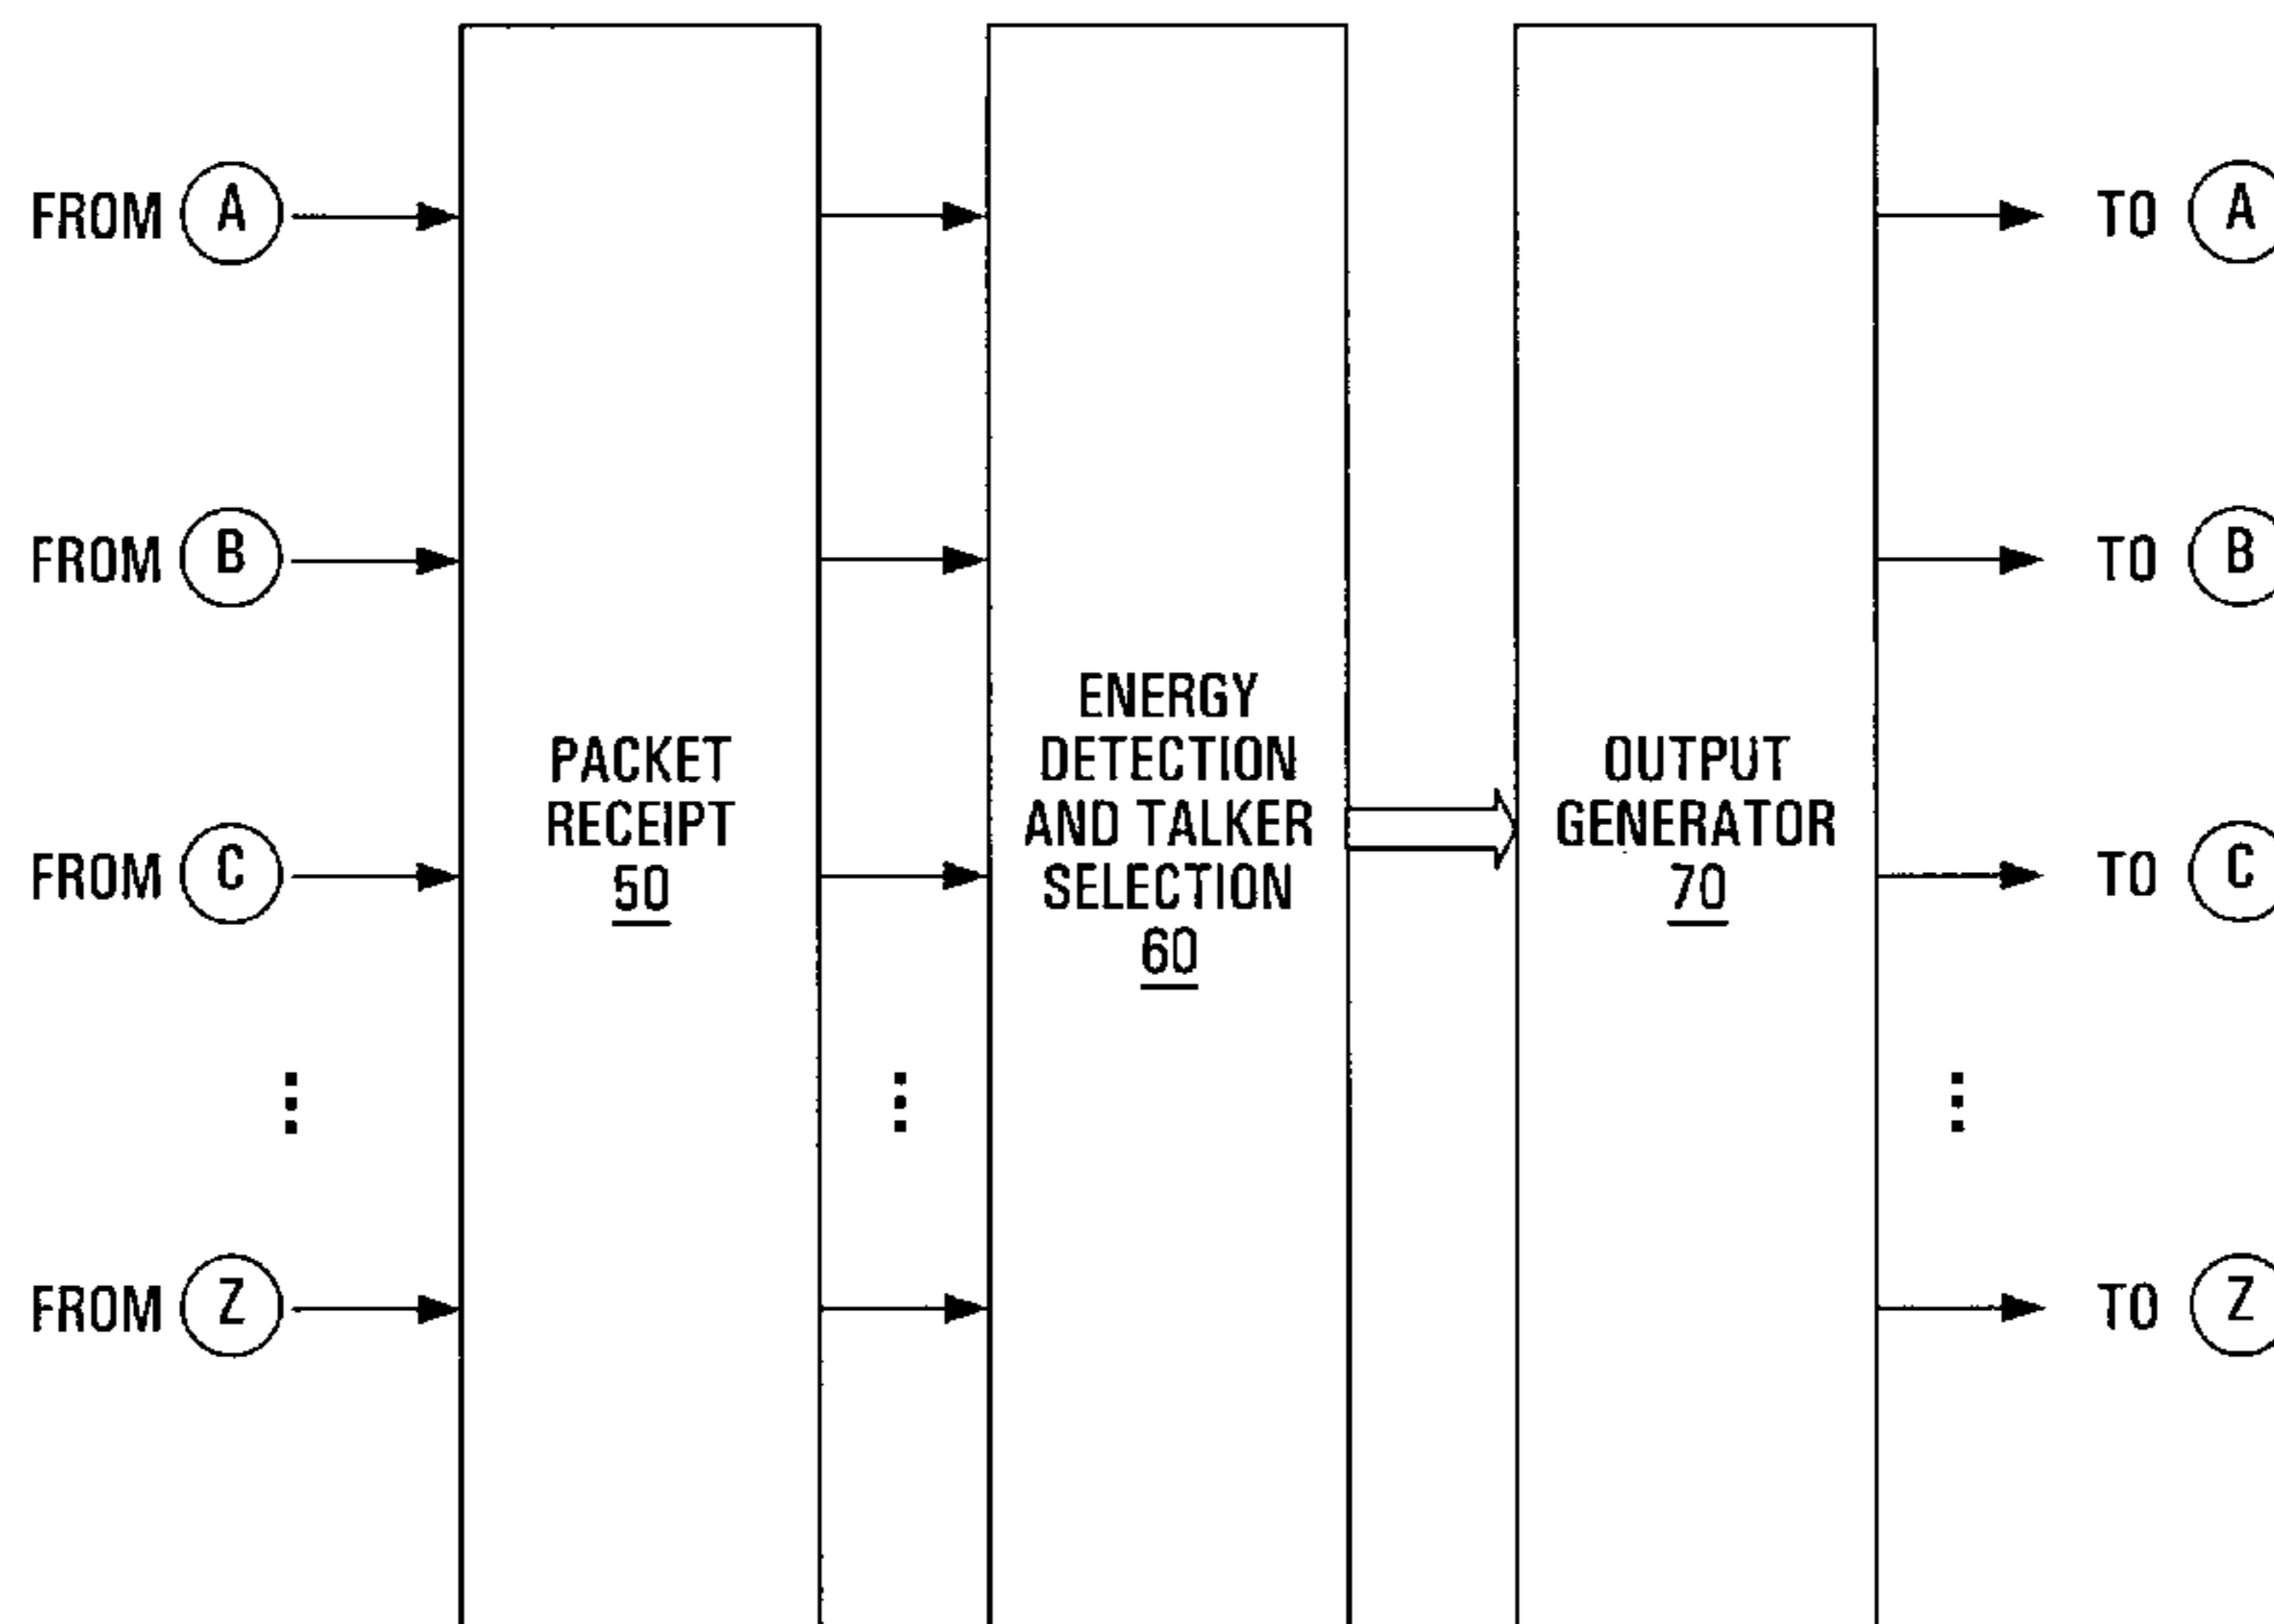 FROM A
FROM B
FROM C
FROM Z
PACKET
RECEIPT
50
ENERGY
DETECTION
AND TALKER
SELECTION
60
OUTPUT
GENERATOR
70
TO A
TO B
TO C
TO Z